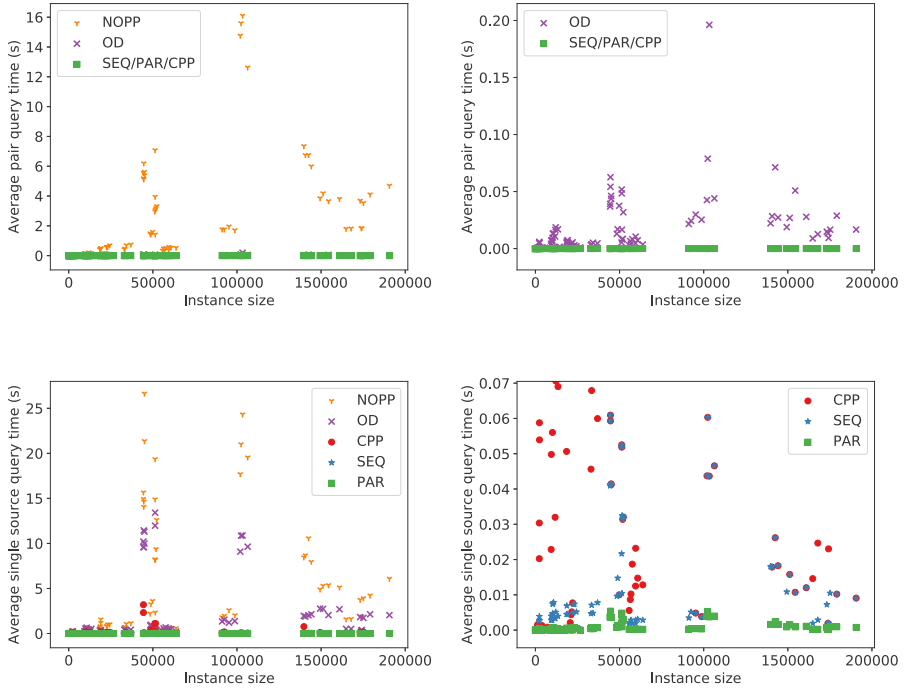 NOPP
OD
SEQ/PAR/CPP
Average pair query time (s)
16
14
12
10
8
6
4
2
0
0 50000 100000 150000 200000
Instance size
OD
SEQ/PAR/CPP
Average pair query time (s)
0.20
0.15
0.10
0.05
0.00
0 50000 100000 150000 200000
Instance size
NOPP
OD
CPP
SEQ
PAR
Average single source query time (s)
25
20
15
10
5
0
0 50000 100000 150000 200000
Instance size
CPP
SEQ
PAR
Average single source query time (s)
0.07
0.06
0.05
0.04
0.03
0.02
0.01
0.00
0 50000 100000 150000 200000
Instance size